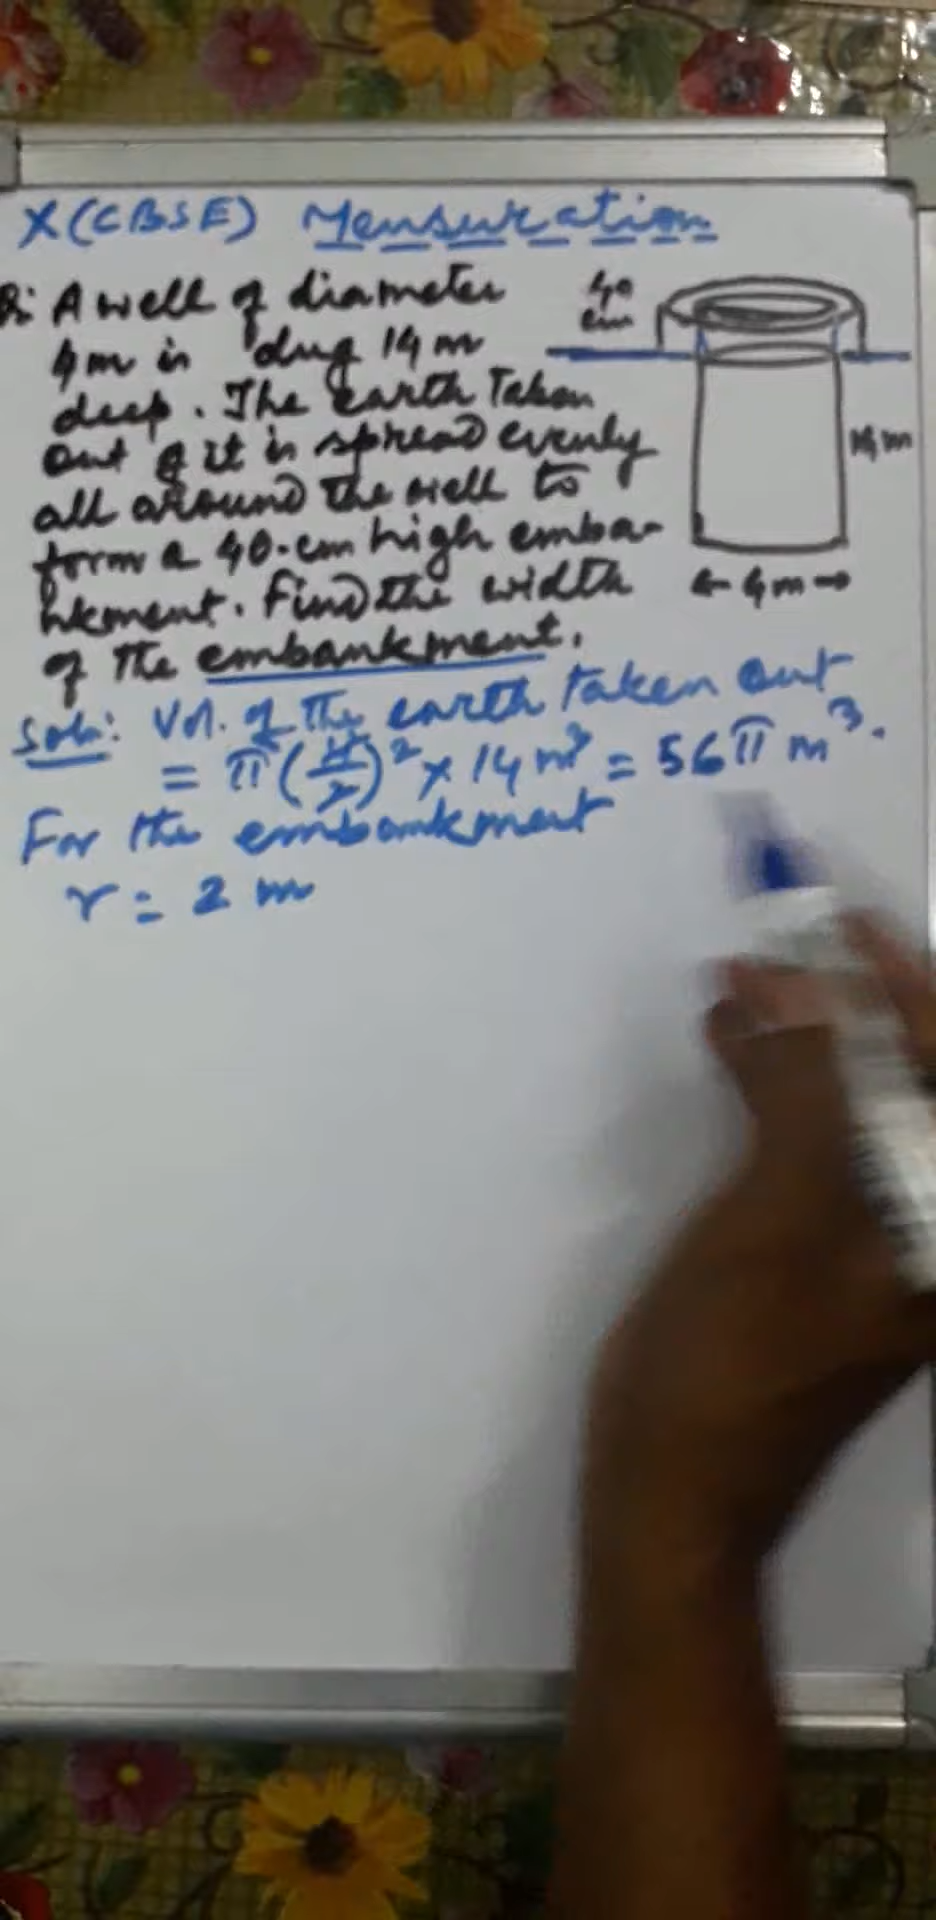 X(CBSE) Mensuration
Q: A well of diameter
4m is dug 14 m
deep. The earth taken
out of it is spread evenly
all around the well to
form a 40-cm high emba-
nkment. Find the width
of the embankment.
40
cm
14m
4m
Soln: Vol. of the earth taken out
= π(4/2)² × 14 m³ = 56π m³.
For the embankment
r = 2 m